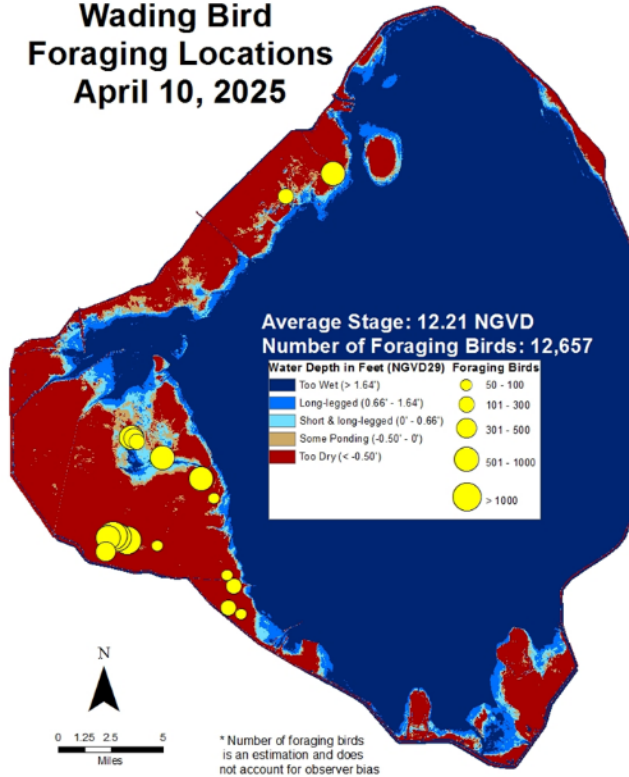 Wading Bird
Foraging Locations
April 10, 2025
Average Stage: 12.21 NGVD
Number of Foraging Birds: 12,657
Water Depth in Feet (NGVD29) Foraging Birds
Too Wet (> 1.64') 50 - 100
Long-legged (0.66' - 1.64') 101 - 300
Short & long-legged (0' - 0.66') 301 - 500
Some Ponding (-0.50' - 0') 501 - 1000
Too Dry (< -0.50')
> 1000
N
0 1.25 2.5 5
Miles
* Number of foraging birds
is an estimation and does
not account for observer bias